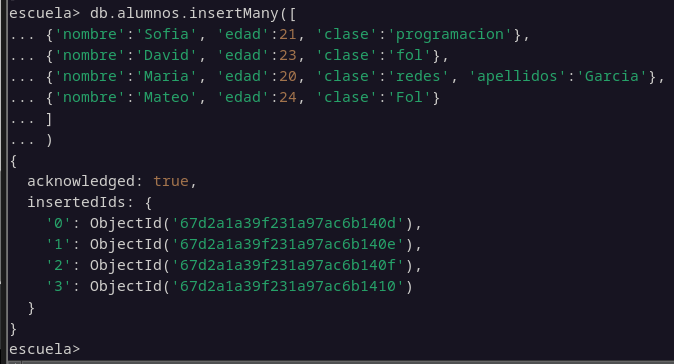 escuela> db.alumnos.insertMany([
... {'nombre':'Sofia', 'edad':21, 'clase':'programacion'},
... {'nombre':'David', 'edad':23, 'clase':'fol'},
... {'nombre':'Maria', 'edad':20, 'clase':'redes', 'apellidos':'Garcia'},
... {'nombre':'Mateo', 'edad':24, 'clase':'Fol'}
... ]
... )
{
  acknowledged: true,
  insertedIds: {
    '0': ObjectId('67d2a1a39f231a97ac6b140d'),
    '1': ObjectId('67d2a1a39f231a97ac6b140e'),
    '2': ObjectId('67d2a1a39f231a97ac6b140f'),
    '3': ObjectId('67d2a1a39f231a97ac6b1410')
  }
}
escuela>